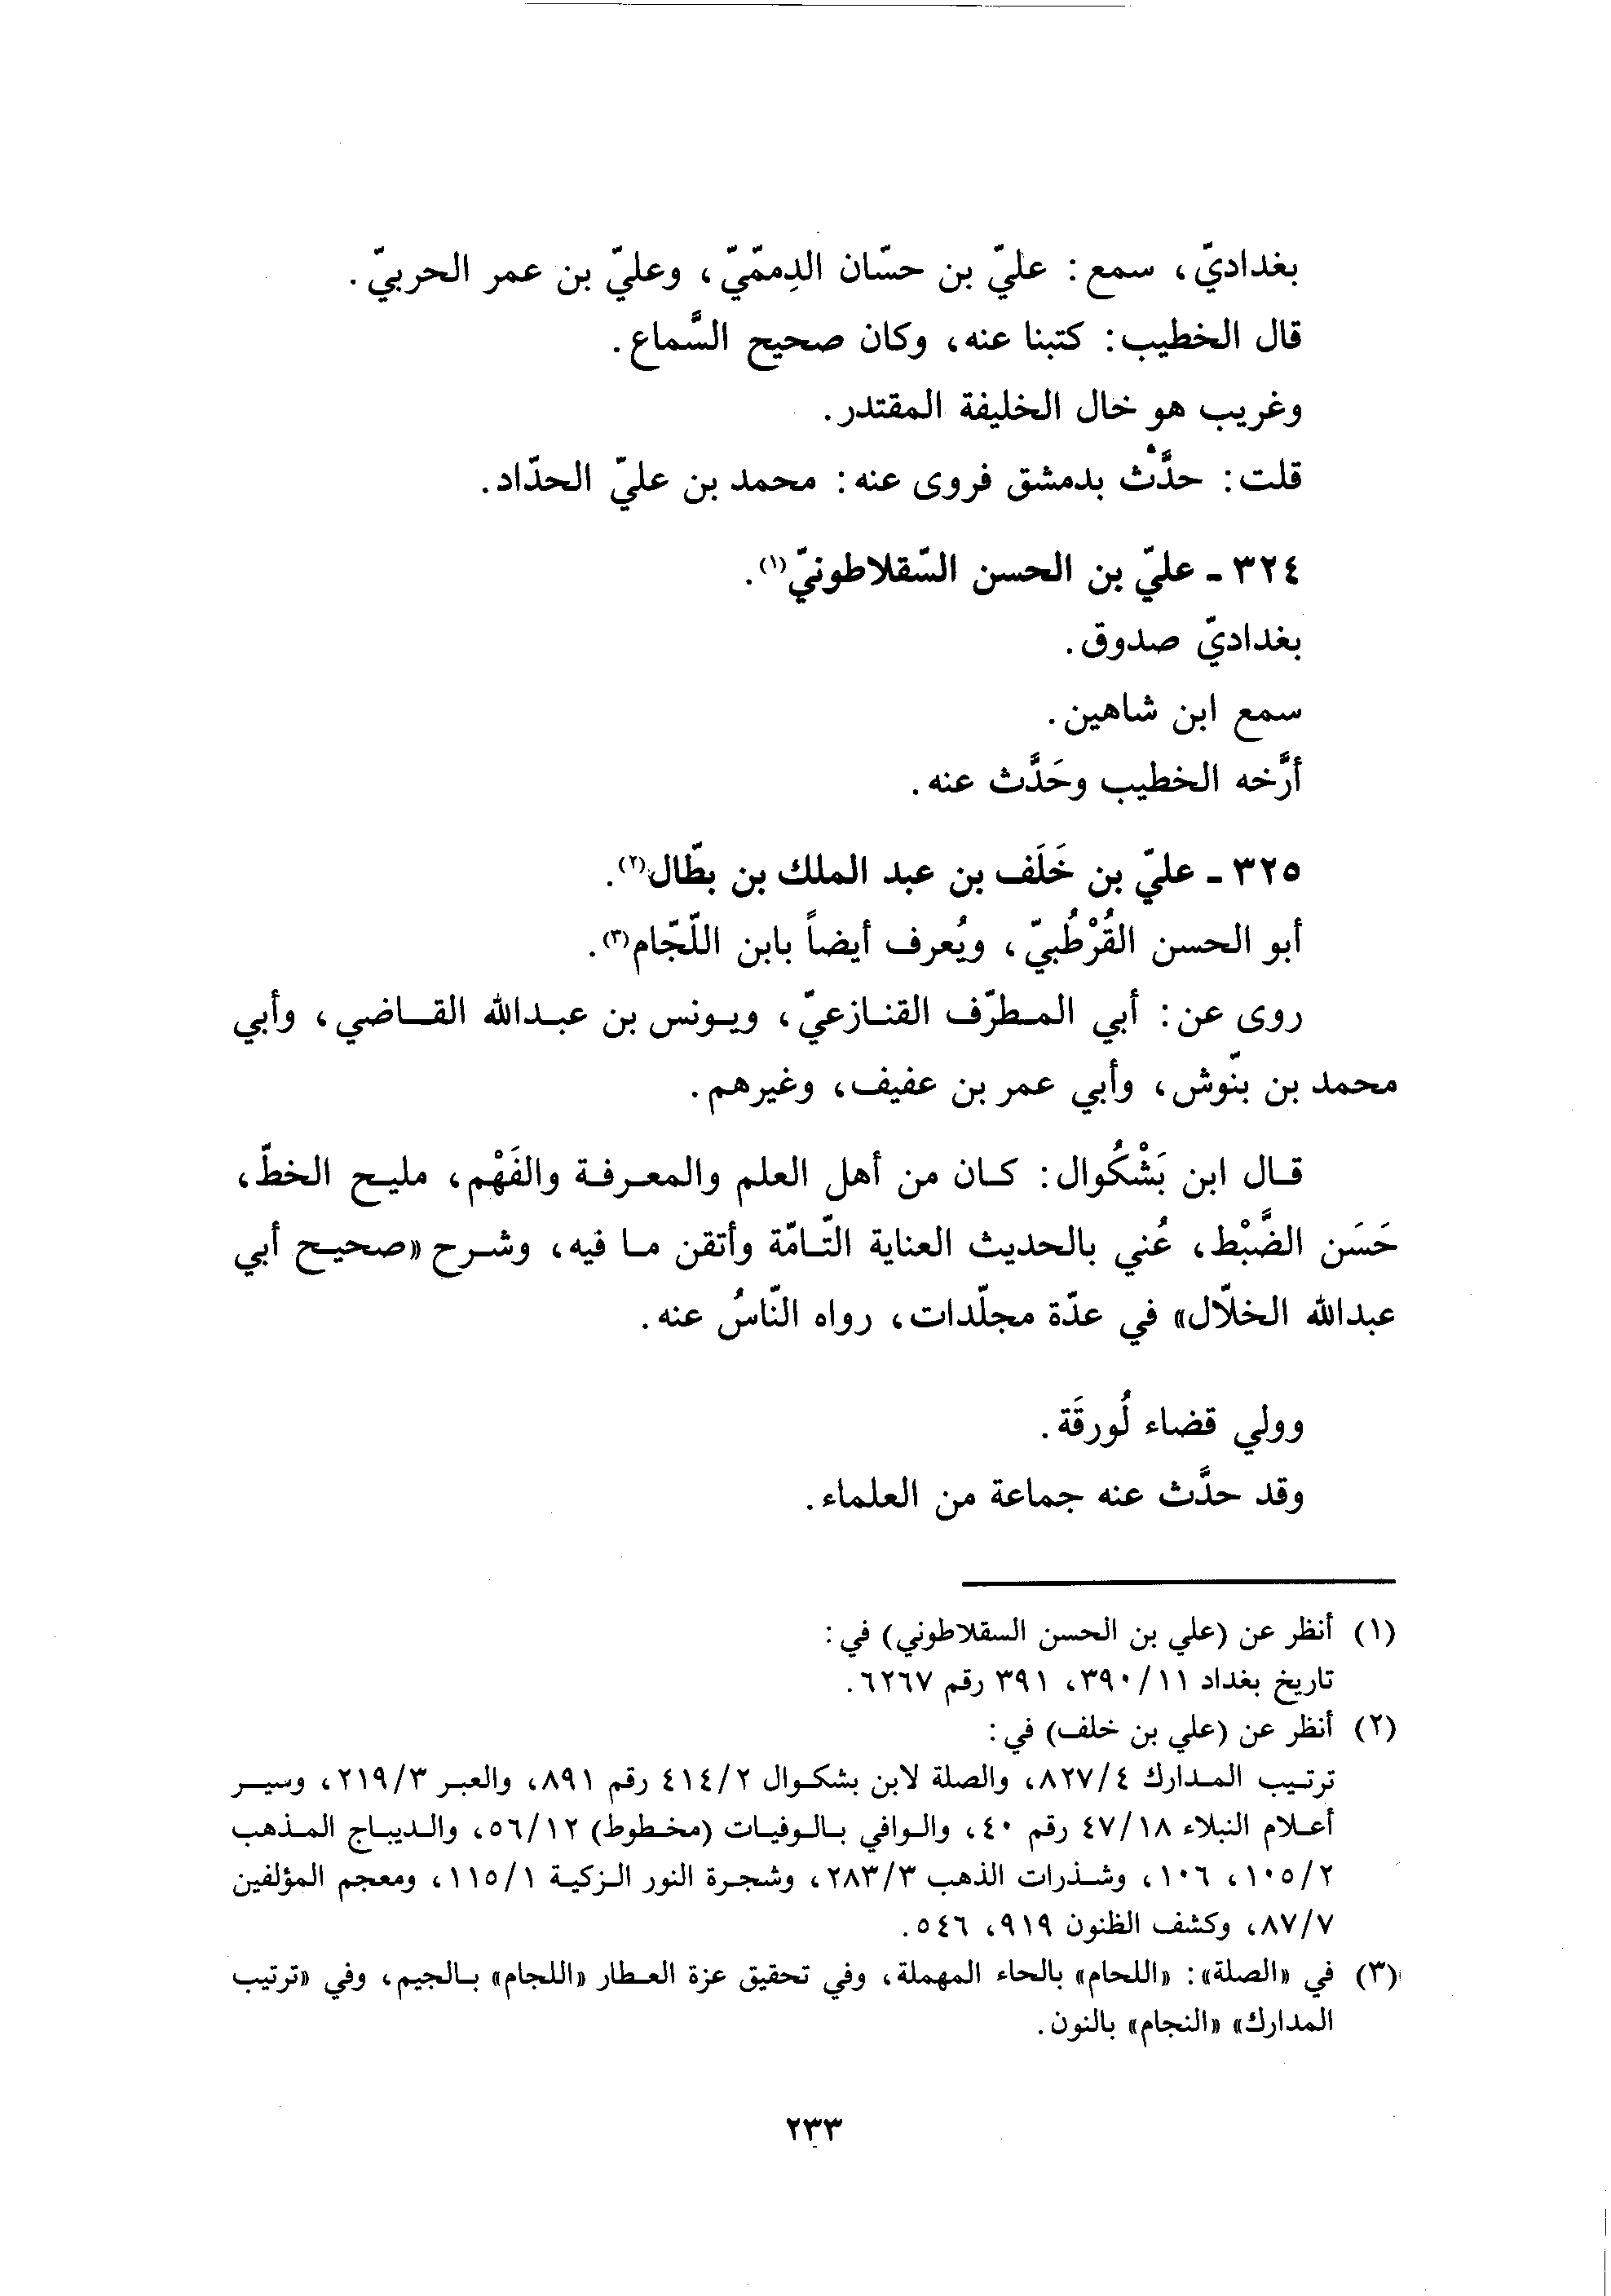 بغداديّ، سمع: عليّ بن حسّان الدِممّيّ، وعليّ بن عمر الحربيّ.
قال الخطيب: كتبنا عنه، وكان صحيح السَّماع.
وغريب هو خال الخليفة المقتدر.
قلت: حدَّث بدمشق فروى عنه: محمد بن عليّ الحدّاد.
٣٢٤ ـ عليّ بن الحسن السّقلاطونيّ(١).
بغداديّ صدوق.
سمع ابن شاهين.
أرَّخه الخطيب وحَدَّث عنه.
٣٢٥ ـ عليّ بن خَلَف بن عبد الملك بن بطّال(٢).
أبو الحسن القُرْطُبيّ، ويُعرف أيضاً بابن اللّجّام(٣).
روى عن: أبي المطرّف القنازعيّ، ويونس بن عبدالله القاضي، وأبي
محمد بن بنّوش، وأبي عمر بن عفيف، وغيرهم.
قال ابن بَشْكُوال: كان من أهل العلم والمعرفة والفَهْم، مليح الخطّ،
حَسَن الضَّبْط، عُني بالحديث العناية التّامّة وأتقن ما فيه، وشرح «صحيح أبي
عبدالله الخلّال» في عدّة مجلّدات، رواه النّاسُ عنه.
وولي قضاء لُورقَة.
وقد حدَّث عنه جماعة من العلماء.
(١) أنظر عن (علي بن الحسن السقلاطوني) في:
تاريخ بغداد ١١/٣٩٠، ٣٩١ رقم ٦٢٦٧.
(٢) أنظر عن (علي بن خلف) في:
ترتيب المدارك ٤/٨٢٧، والصلة لابن بشكوال ٢/٤١٤ رقم ٨٩١، والعبر ٣/٢١٩، وسير
أعلام النبلاء ١٨/٤٧ رقم ٤٠، والوافي بالوفيات (مخطوط) ١٢/٥٦، والديباج المذهب
٢/١٠٥، ١٠٦، وشذرات الذهب ٣/٢٨٣، وشجرة النور الزكية ١/١١٥، ومعجم المؤلفين
٧/٨٧، وكشف الظنون ٩١٩، ٥٤٦.
(٣) في «الصلة»: «اللحام» بالحاء المهملة، وفي تحقيق عزة العطار «اللجام» بالجيم، وفي «ترتيب
المدارك» «النجام» بالنون.
٢٣٣